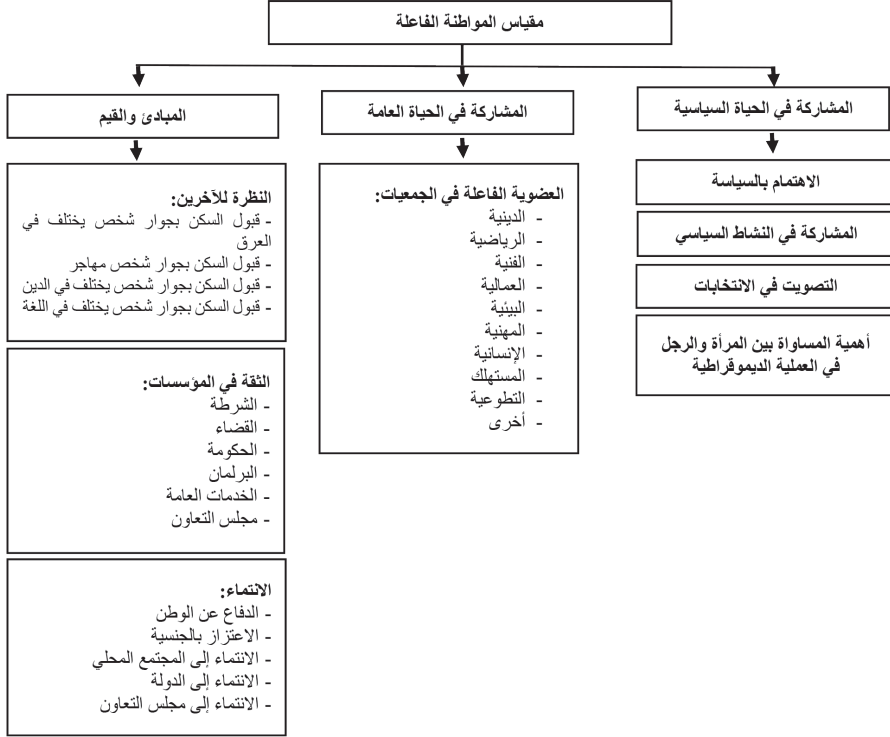 مقياس المواطنة الفاعلة
المشاركة في الحياة السياسية
الاهتمام بالسياسة
المشاركة في النشاط السياسي
التصويت في الانتخابات
أهمية المساواة بين المرأة والرجل
في العملية الديموقراطية
المشاركة في الحياة العامة
العضوية الفاعلة في الجمعيات:
- الدينية
- الرياضية
- الفنية
- العمالية
- البيئية
- المهنية
- الإنسانية
- المستهلك
- التطوعية
- أخرى
المبادئ والقيم
النظرة للآخرين:
- قبول السكن بجوار شخص يختلف في
العرق
- قبول السكن بجوار شخص مهاجر
- قبول السكن بجوار شخص يختلف في الدين
- قبول السكن بجوار شخص يختلف في اللغة
الثقة في المؤسسات:
- الشرطة
- القضاء
- الحكومة
- البرلمان
- الخدمات العامة
- مجلس التعاون
الانتماء:
- الدفاع عن الوطن
- الاعتزاز بالجنسية
- الانتماء إلى المجتمع المحلي
- الانتماء إلى الدولة
- الانتماء إلى مجلس التعاون